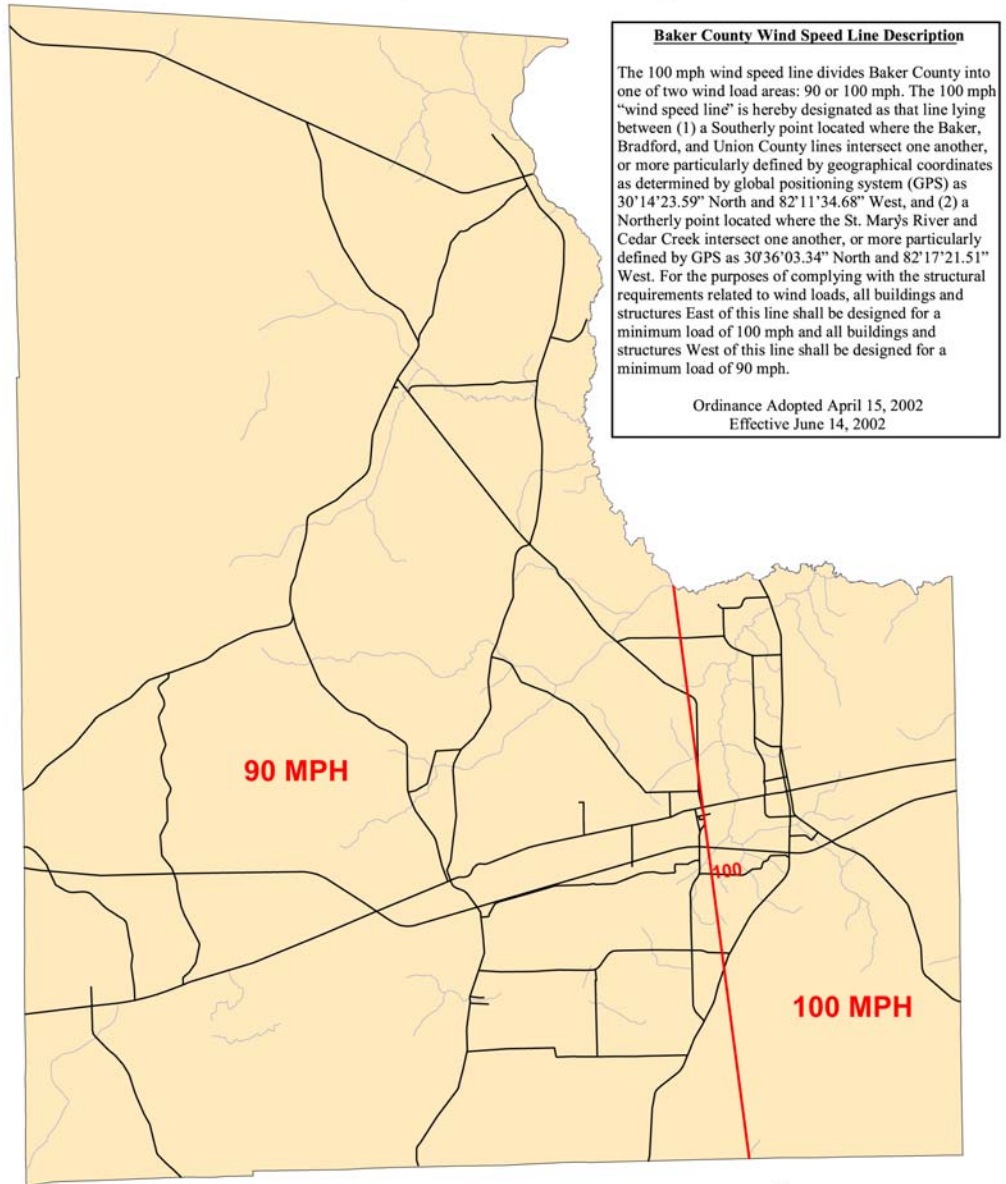 Baker County Wind Speed Line Description
The 100 mph wind speed line divides Baker County into
one of two wind load areas: 90 or 100 mph. The 100 mph
“wind speed line” is hereby designated as that line lying
between (1) a Southerly point located where the Baker,
Bradford, and Union County lines intersect one another,
or more particularly defined by geographical coordinates
as determined by global positioning system (GPS) as
30'14'23.59” North and 82'11'34.68” West, and (2) a
Northerly point located where the St. Mary's River and
Cedar Creek intersect one another, or more particularly
defined by GPS as 30'36'03.34” North and 82'17'21.51”
West. For the purposes of complying with the structural
requirements related to wind loads, all buildings and
structures East of this line shall be designed for a
minimum load of 100 mph and all buildings and
structures West of this line shall be designed for a
minimum load of 90 mph.
Ordinance Adopted April 15, 2002
Effective June 14, 2002
90 MPH
100
100 MPH